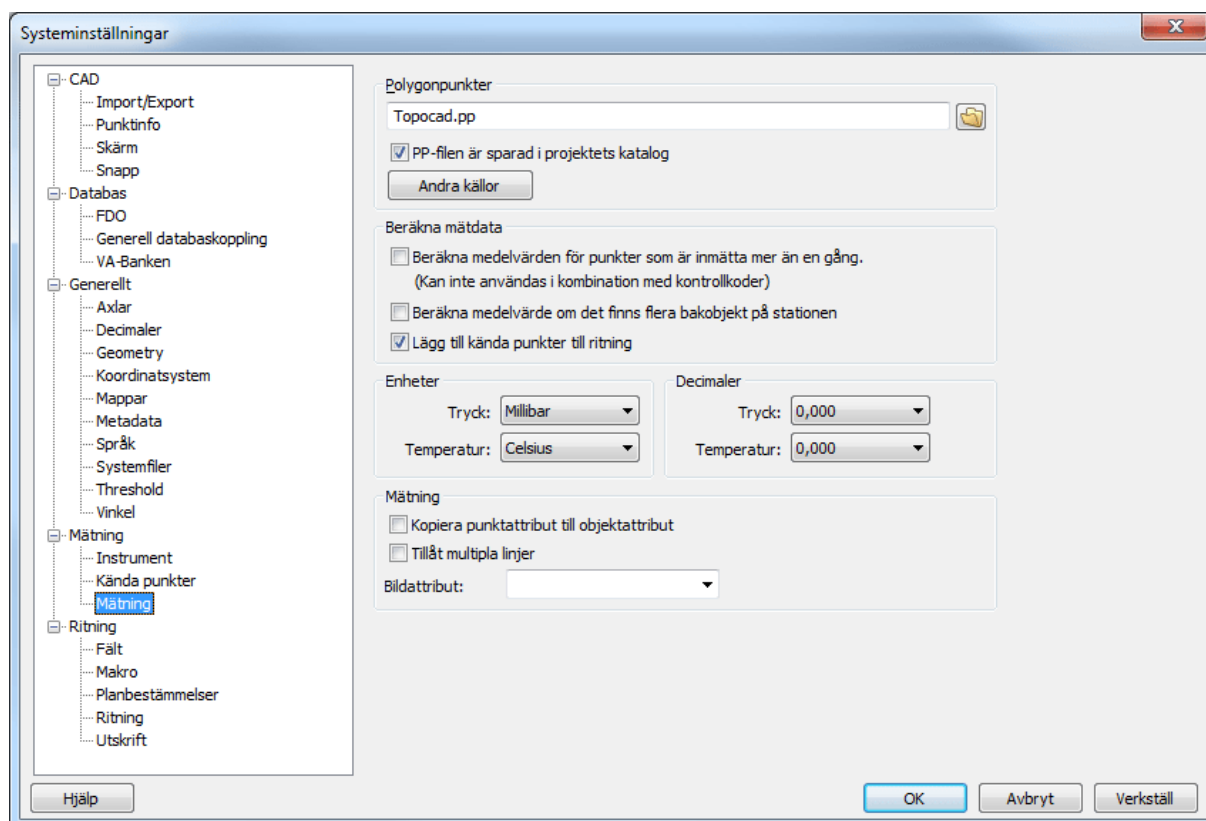 Systeminställningar
CAD
Import/Export
Punktinfo
Skärm
Snapp
Databas
FDO
Generell databaskoppling
VA-Banken
Generellt
Axlar
Decimaler
Geometry
Koordinatsystem
Mappar
Metadata
Språk
Systemfiler
Threshold
Vinkel
Mätning
Instrument
Kända punkter
Mätning
Ritning
Fält
Makro
Planbestämmelser
Ritning
Utskrift
Polygonpunkter
Topocad.pp
PP-filen är sparad i projektets katalog
Andra källor
Beräkna mätdata
Beräkna medelvärden för punkter som är inmätta mer än en gång.
(Kan inte användas i kombination med kontrollkoder)
Beräkna medelvärde om det finns flera bakobjekt på stationen
Lägg till kända punkter till ritning
Enheter
Tryck: Millibar
Temperatur: Celsius
Decimaler
Tryck: 0,000
Temperatur: 0,000
Mätning
Kopiera punktattribut till objektattribut
Tillåt multipla linjer
Bildattribut:
Hjälp
OK
Avbryt
Verkställ